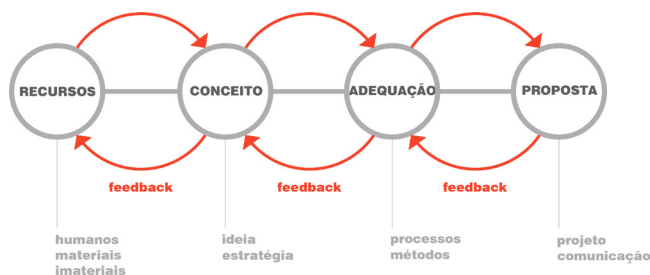 RECURSOS
CONCEITO
ADEQUAÇÃO
PROPOSTA
feedback
feedback
feedback
humanos
materiais
imateriais
ideia
estratégia
processos
métodos
projeto
comunicação